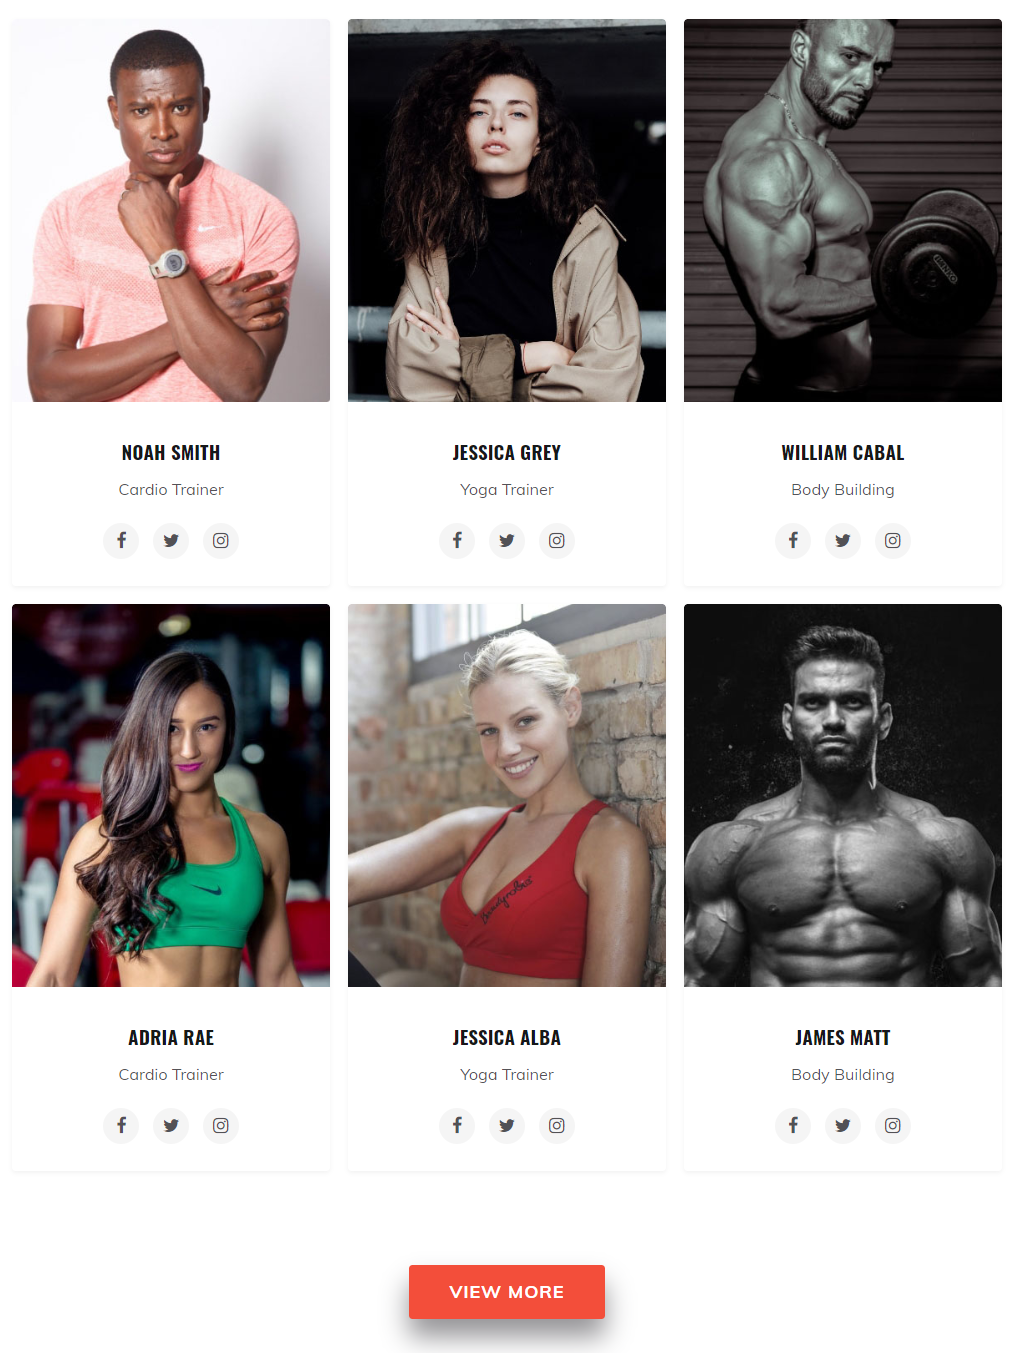 NOAH SMITH
Cardio Trainer
JESSICA GREY
Yoga Trainer
WILLIAM CABAL
Body Building
ADRIA RAE
Cardio Trainer
JESSICA ALBA
Yoga Trainer
JAMES MATT
Body Building
VIEW MORE